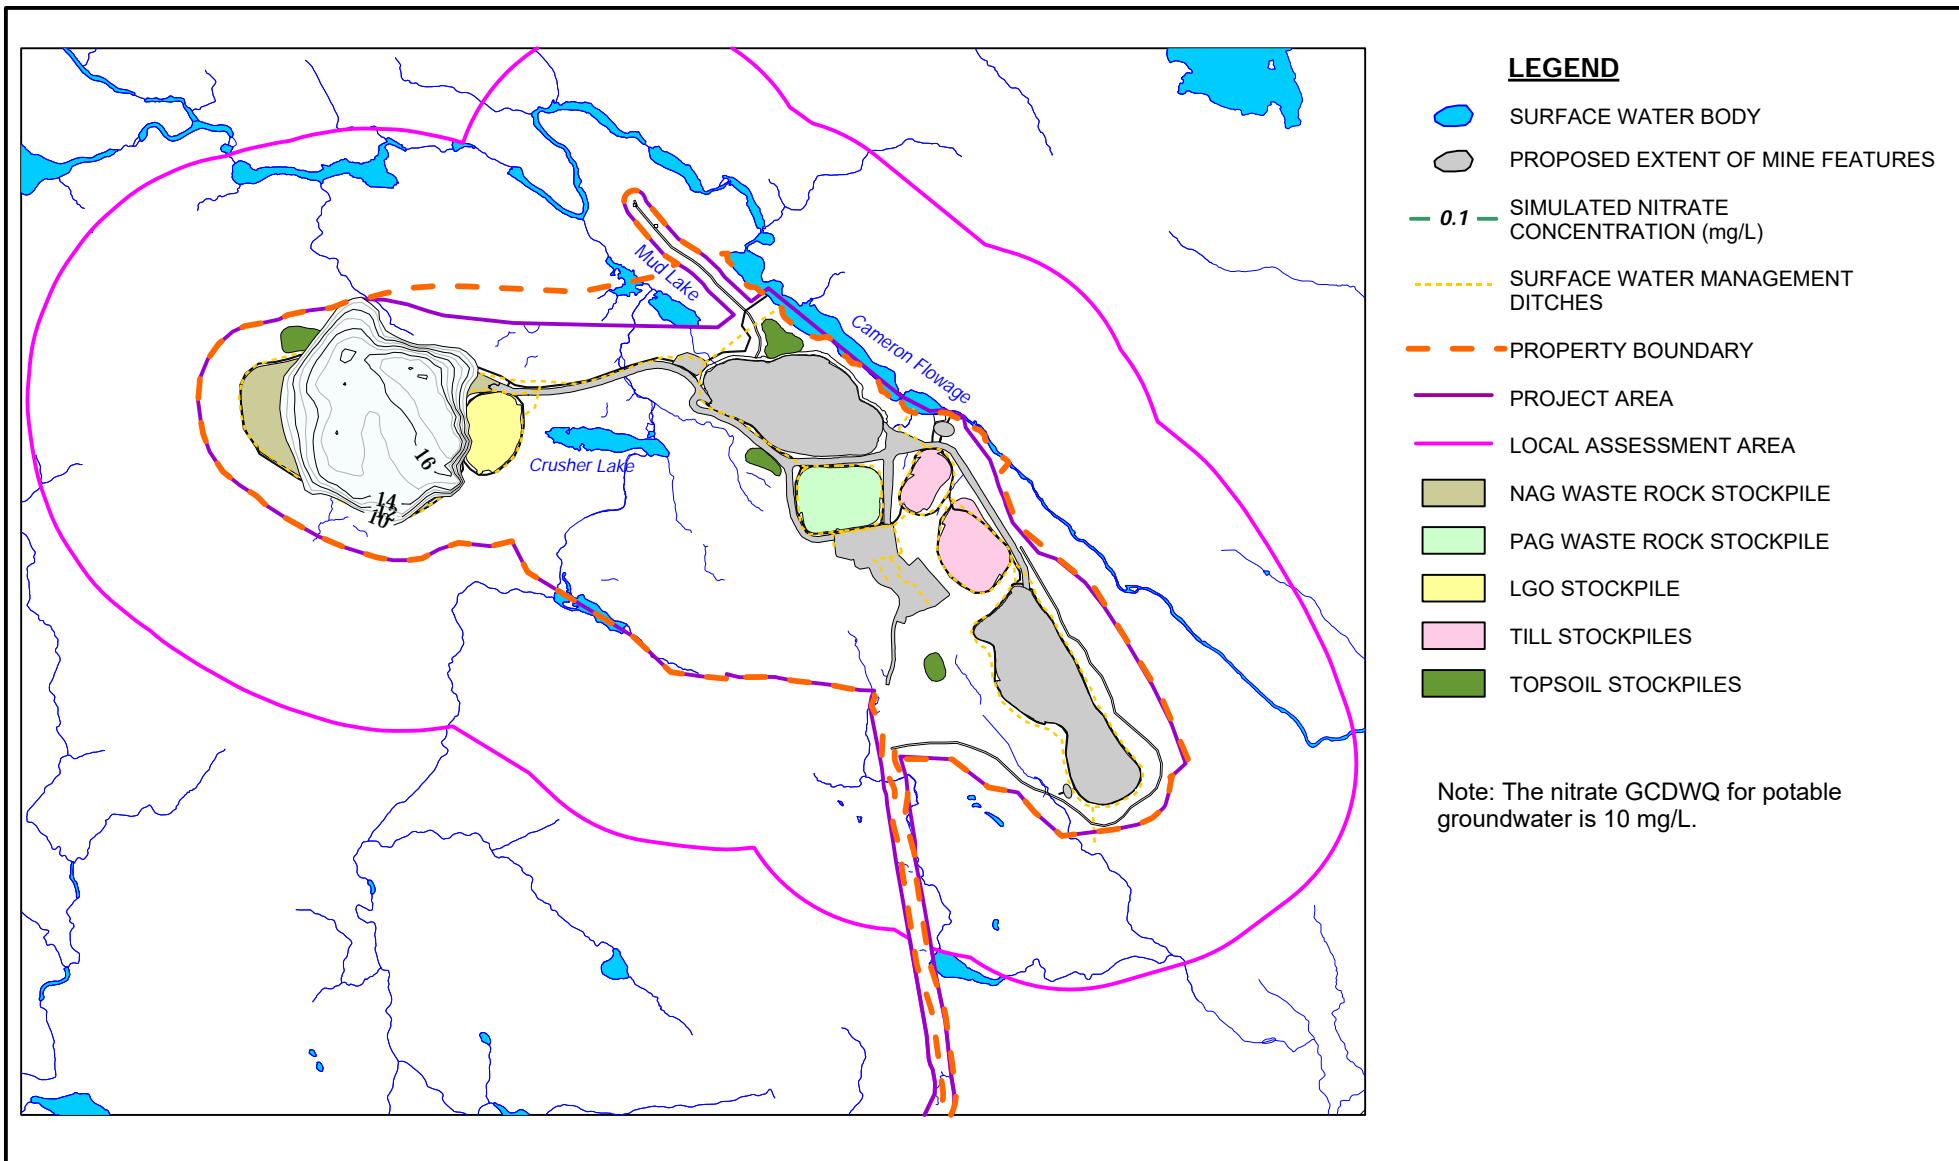 LEGEND
SURFACE WATER BODY
PROPOSED EXTENT OF MINE FEATURES
0.1
SIMULATED NITRATE
CONCENTRATION (mg/L)
SURFACE WATER MANAGEMENT
DITCHES
PROPERTY BOUNDARY
PROJECT AREA
LOCAL ASSESSMENT AREA
NAG WASTE ROCK STOCKPILE
PAG WASTE ROCK STOCKPILE
LGO STOCKPILE
TILL STOCKPILES
TOPSOIL STOCKPILES
Note: The nitrate GCDWQ for potable
groundwater is 10 mg/L.
Mud Lake
Cameron Flowage
Crusher Lake
16
14
12
10